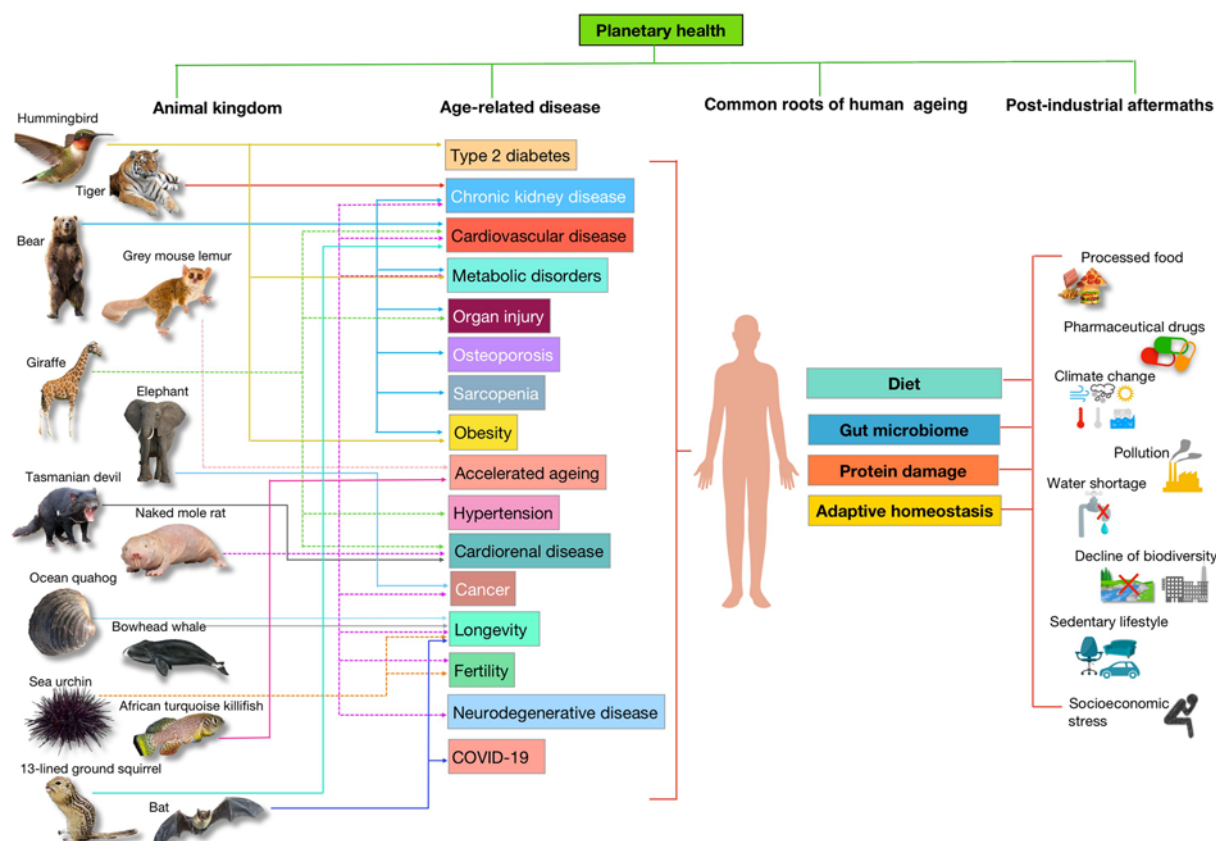 Planetary health
Animal kingdom
Age-related disease
Common roots of human ageing
Post-industrial aftermaths
Hummingbird
Tiger
Bear
Grey mouse lemur
Giraffe
Elephant
Tasmanian devil
Naked mole rat
Ocean quahog
Bowhead whale
Sea urchin
African turquoise killifish
13-lined ground squirrel
Bat
Type 2 diabetes
Chronic kidney disease
Cardiovascular disease
Metabolic disorders
Organ injury
Osteoporosis
Sarcopenia
Obesity
Accelerated ageing
Hypertension
Cardiorenal disease
Cancer
Longevity
Fertility
Neurodegenerative disease
COVID-19
Diet
Gut microbiome
Protein damage
Adaptive homeostasis
Processed food
Pharmaceutical drugs
Climate change
Pollution
Water shortage
Decline of biodiversity
Sedentary lifestyle
Socioeconomic
stress